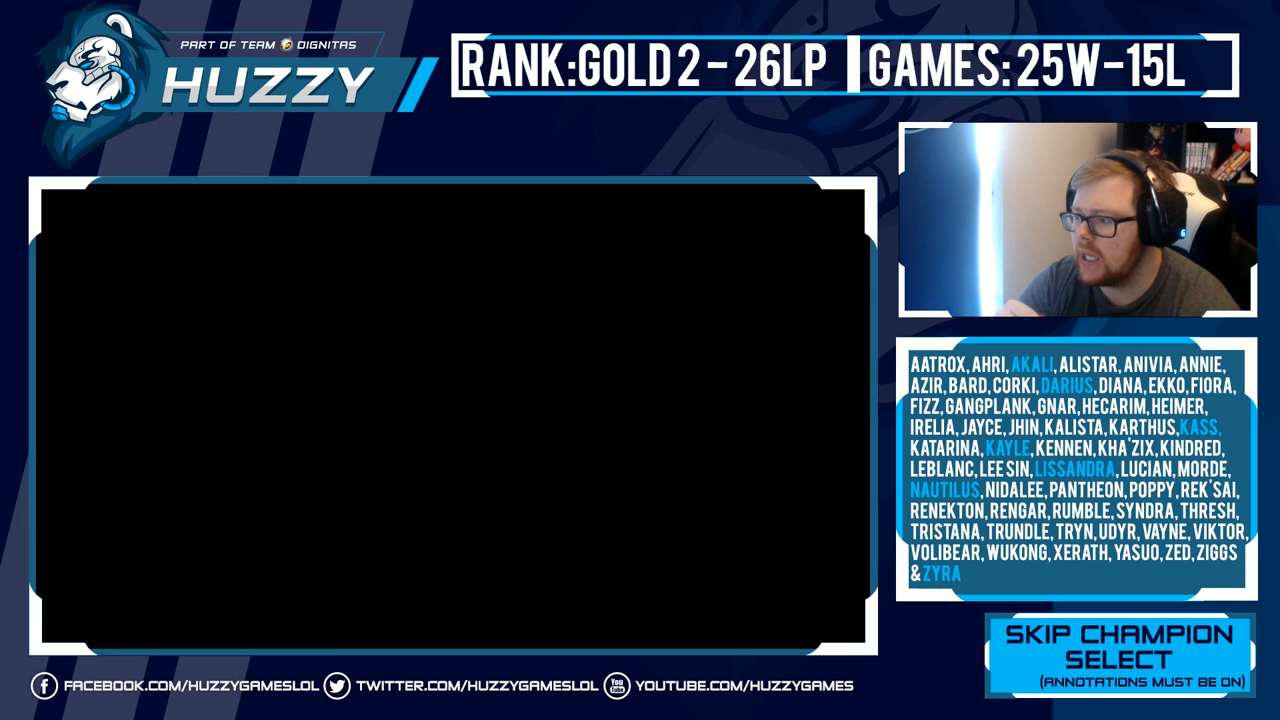 PART OF TEAM DIGNITAS
HUZZY
RANK:GOLD 2 - 26LP
GAMES: 25W-15L
AATROX, AHRI, AKALI, ALISTAR, ANIVIA, ANNIE,
AZIR, BARD, CORKI, DARIUS, DIANA, EKKO, FIORA,
FIZZ, GANGPLANK, GNAR, HECARIM, HEIMER,
IRELIA, JAYCE, JHIN, KALISTA, KARTHUS, KASS,
KATARINA, KAYLE, KENNEN, KHA'ZIX, KINDRED,
LEBLANC, LEE SIN, LISSANDRA, LUCIAN, MORDE,
NAUTILUS, NIDALEE, PANTHEON, POPPY, REK'SAI,
RENEKTON, RENGAR, RUMBLE, SYNDRA, THRESH,
TRISTANA, TRUNDLE, TRYN, UDYR, VAYNE, VIKTOR,
VOLIBEAR, WUKONG, XERATH, YASUO, ZED, ZIGGS
& ZYRA
SKIP CHAMPION
SELECT
(ANNOTATIONS MUST BE ON)
FACEBOOK.COM/HUZZYGAMESLOL
TWITTER.COM/HUZZYGAMESLOL
You Tube
YOUTUBE.COM/HUZZYGAMES